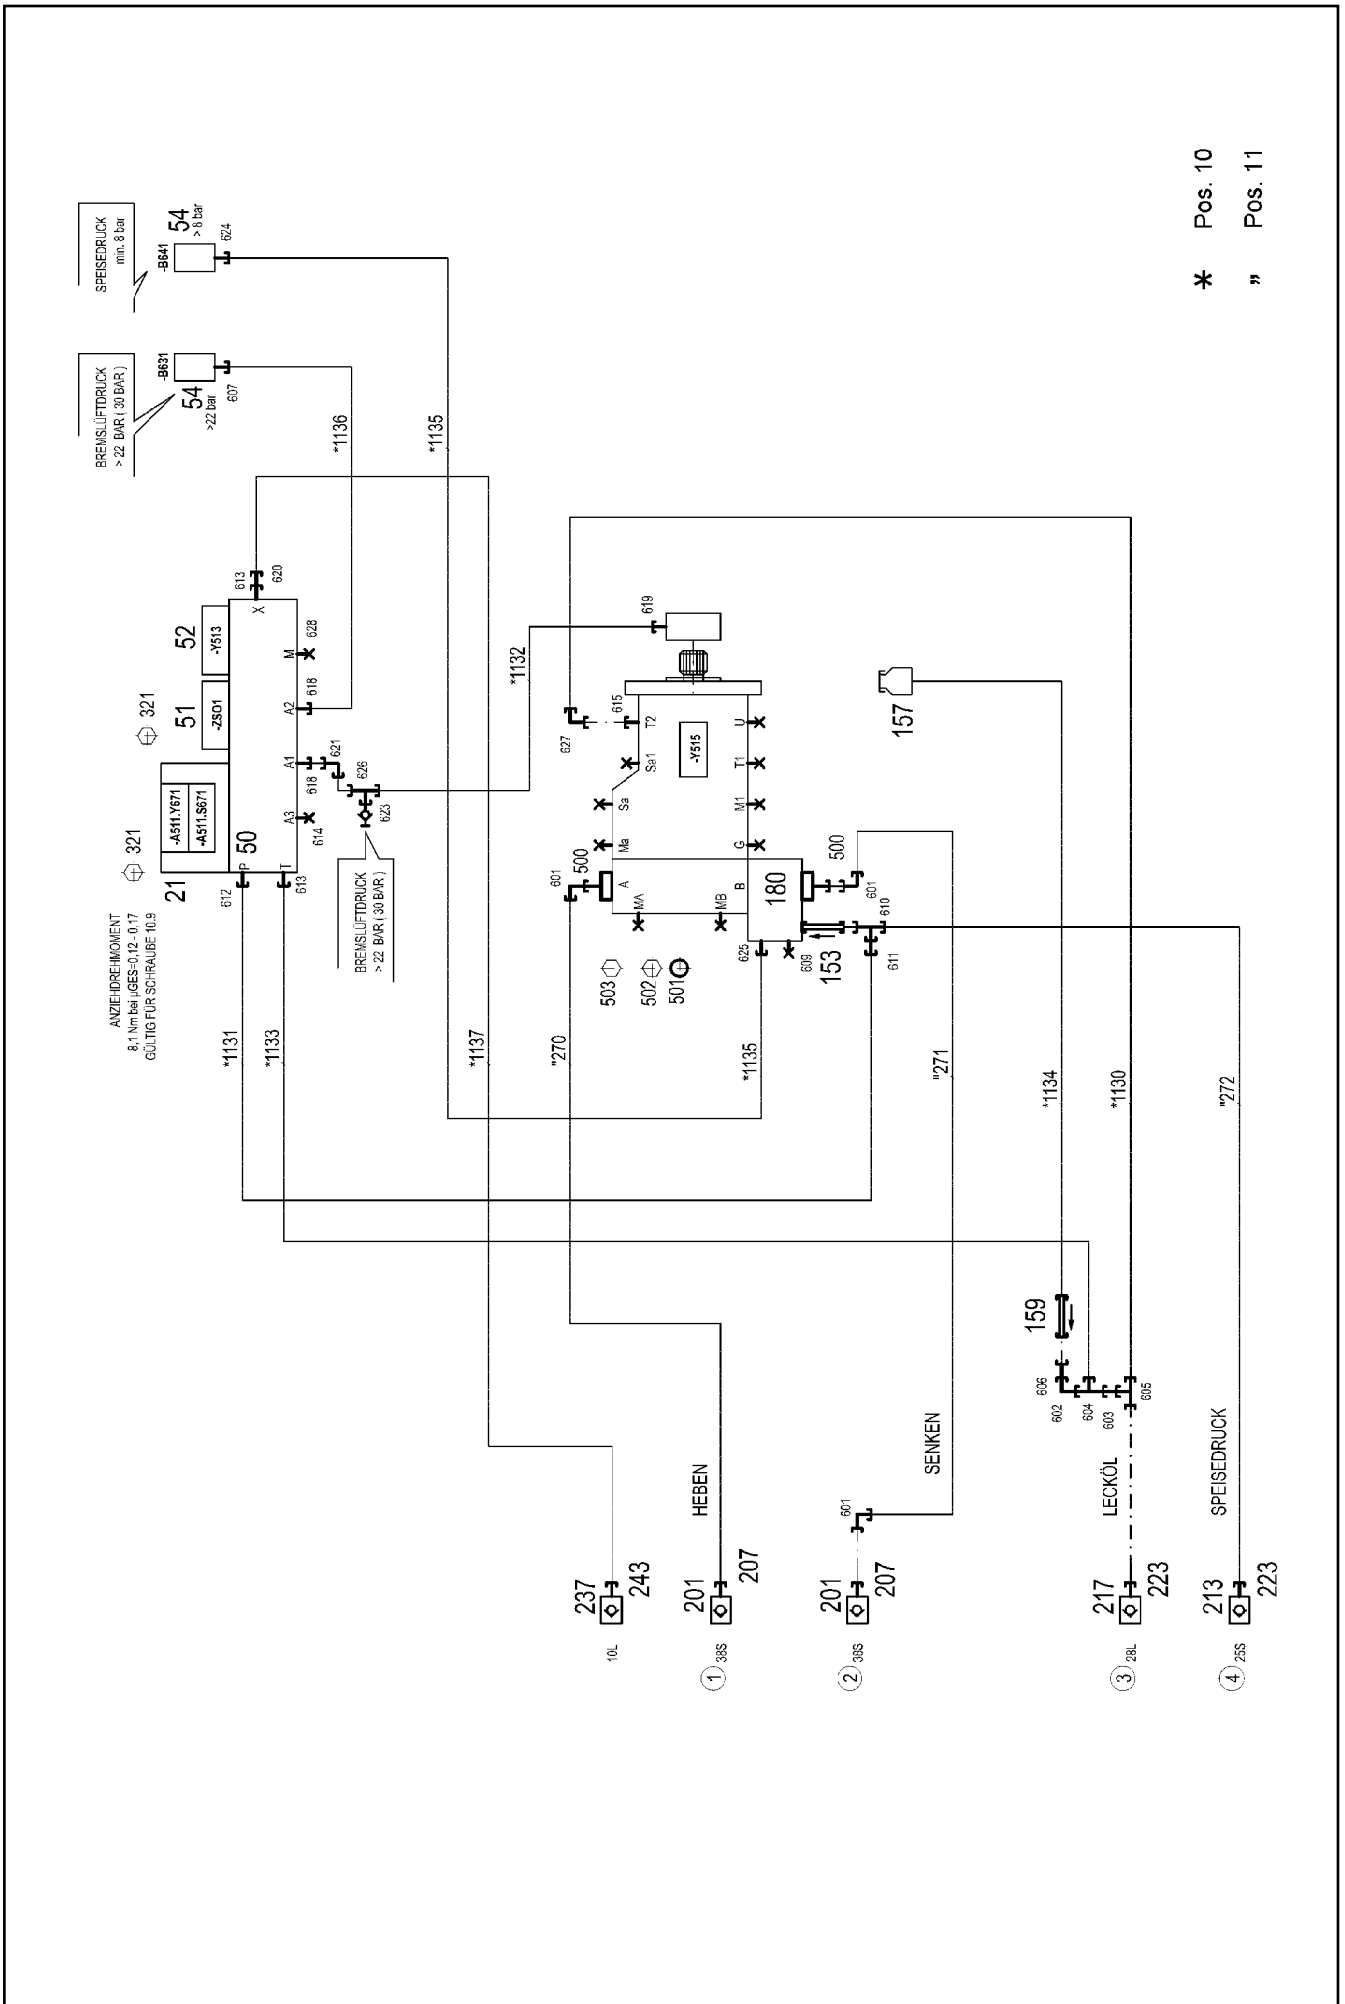 SPEISEDRUCK
min. 8 bar
-B641
54
> 8 bar
624
BREMSLÜFTDRUCK
> 22 BAR ( 30 BAR )
-B631
54
>22 bar
607
*1136
*1135
* Pos. 10
" Pos. 11
ANZIEHDREHMOMENT
8,1 Nm bei µGES=0,12 - 0,17
GÜLTIG FÜR SCHRAUBE 10.9
321
321
21
-A511.Y671
-A511.S671
51
-ZS01
52
-Y513
50
P
T
A3
A1
A2
M
X
612
613
614
618
618
628
613
620
621
626
623
BREMSLÜFTDRUCK
> 22 BAR ( 30 BAR )
*1131
*1133
*1137
*1132
619
627
615
T2
Sa1
Sa
Ma
-Y515
U
T1
M1
G
601
500
A
MA
MB
B
180
500
601
625
609
153
610
611
503
502
501
157
"270
*1135
"271
*1134
*1130
"272
159
606
602
604
603
605
HEBEN
SENKEN
LECKÖL
SPEISEDRUCK
601
237
243
10L
201
207
1 38S
201
207
2 38S
217
223
3 28L
213
223
4 25S